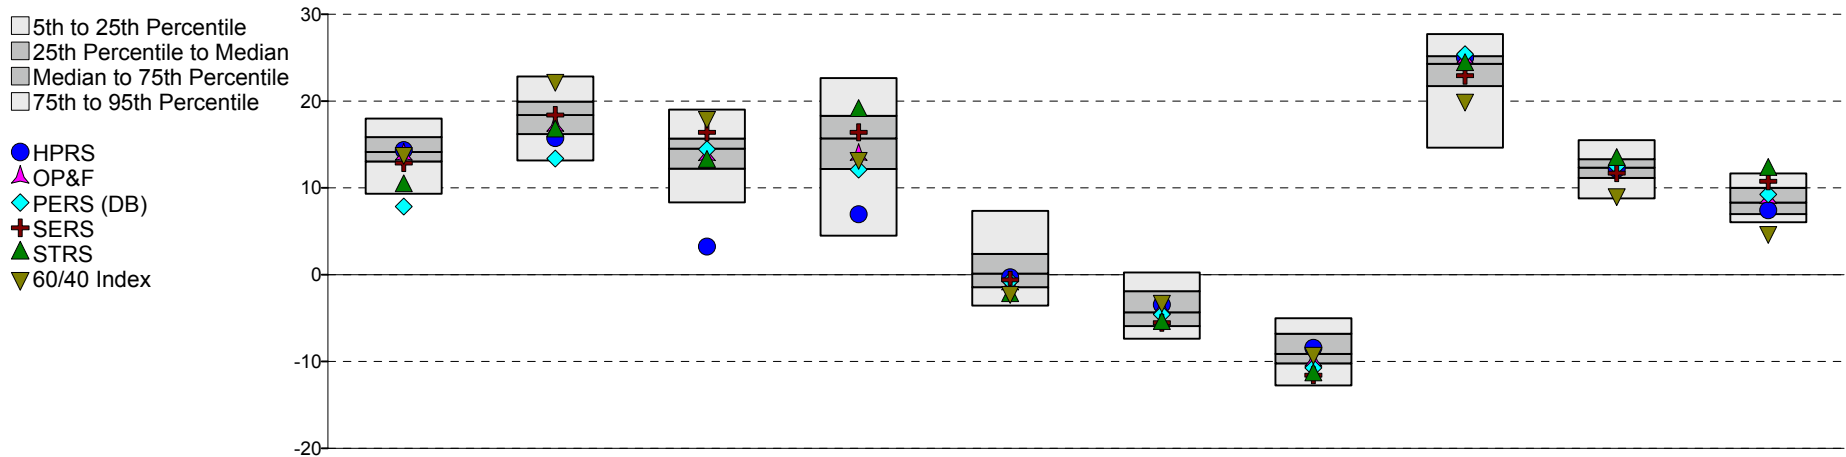 5th to 25th Percentile
25th Percentile to Median
Median to 75th Percentile
75th to 95th Percentile
HPRS
OP&F
PERS (DB)
SERS
STRS
60/40 Index
30
20
10
0
-10
-20